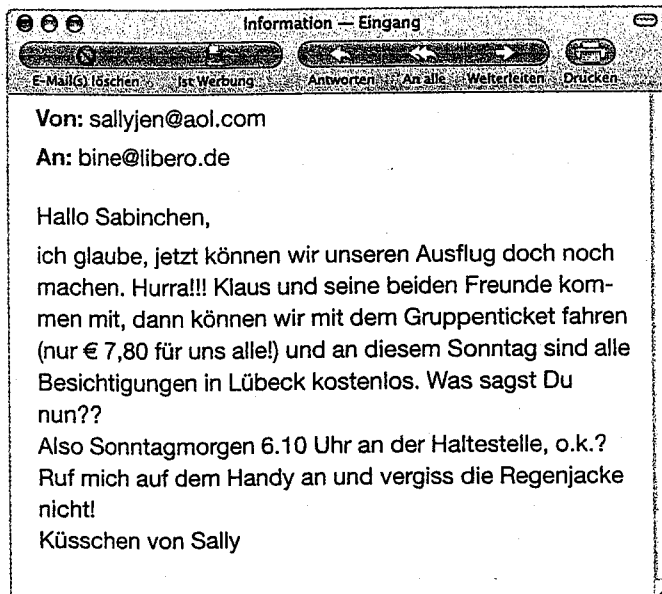 Information — Eingang
E-Mail(s) löschen Ist Werbung Antworten An alle Weiterleiten Drucken
Von: sallyjen@aol.com
An: bine@libero.de
Hallo Sabinchen,
ich glaube, jetzt können wir unseren Ausflug doch noch
machen. Hurra!!! Klaus und seine beiden Freunde kom-
men mit, dann können wir mit dem Gruppenticket fahren
(nur € 7,80 für uns alle!) und an diesem Sonntag sind alle
Besichtigungen in Lübeck kostenlos. Was sagst Du
nun??
Also Sonntagmorgen 6.10 Uhr an der Haltestelle, o.k.?
Ruf mich auf dem Handy an und vergiss die Regenjacke
nicht!
Küsschen von Sally